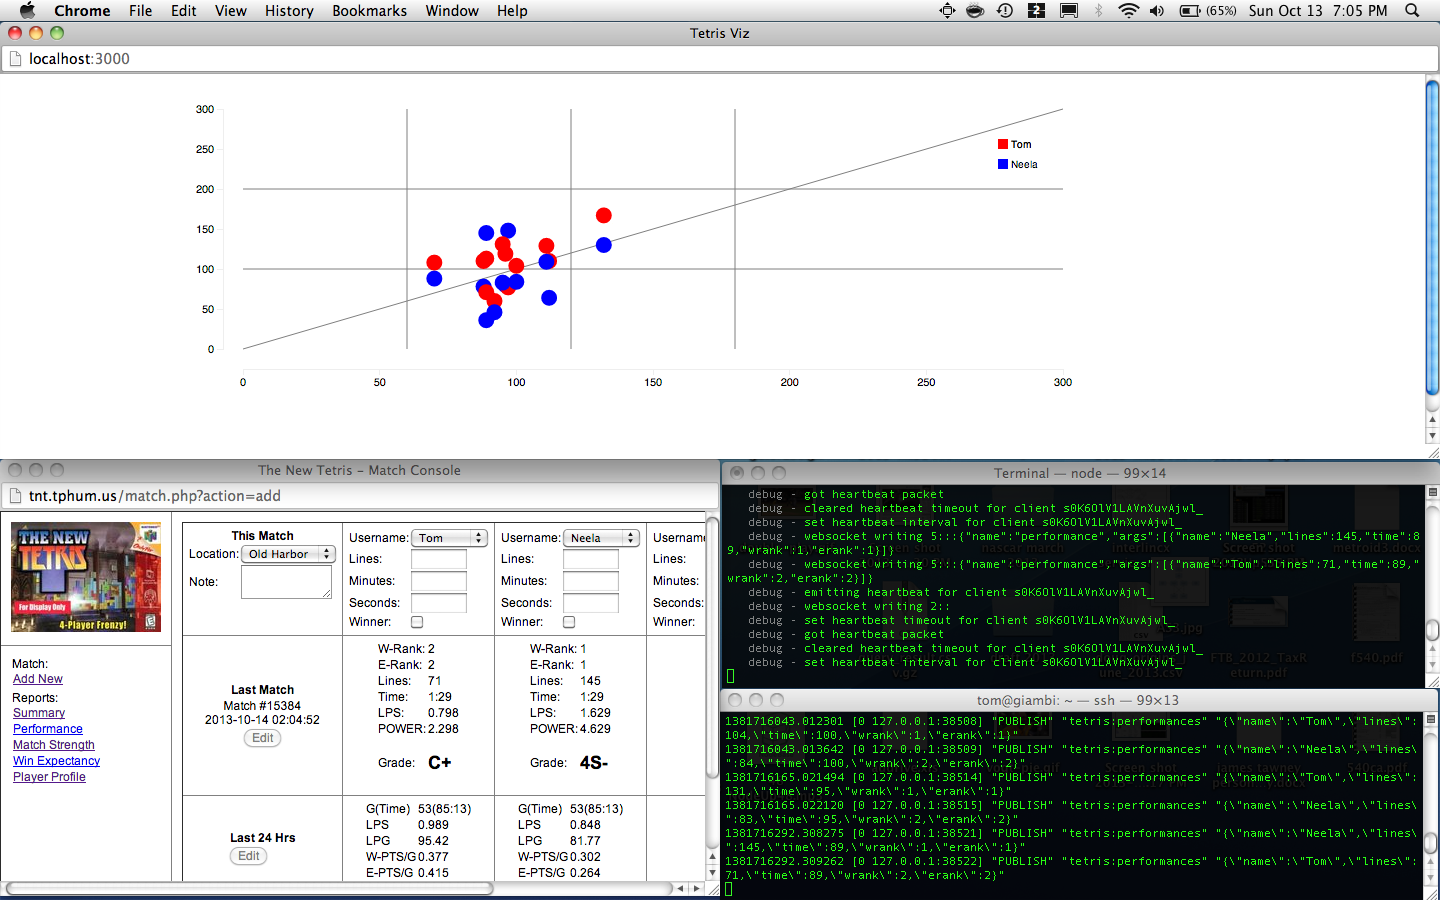 Chrome File Edit View History Bookmarks Window Help 2 (65%) Sun Oct 13 7:05 PM
Tetris Viz
localhost:3000
300
250
200
150
100
50
0
0 50 100 150 200 250 300
Tom
Neela
The New Tetris – Match Console
tnt.tphum.us/match.php?action=add
THE NEW
TETRIS
For Display Only
4-Player Frenzy!
Match:
Add New
Reports:
Summary
Performance
Match Strength
Win Expectancy
Player Profile
This Match
Location: Old Harbor
Note:
Username: Tom
Lines:
Minutes:
Seconds:
Winner:
Username: Neela
Lines:
Minutes:
Seconds:
Winner:
Usernam
Lines:
Minutes:
Seconds:
Winner:
Last Match
Match #15384
2013-10-14 02:04:52
Edit
W-Rank: 2
E-Rank: 2
Lines: 71
Time: 1:29
LPS: 0.798
POWER: 2.298
Grade: C+
W-Rank: 1
E-Rank: 1
Lines: 145
Time: 1:29
LPS: 1.629
POWER: 4.629
Grade: 4S-
Last 24 Hrs
Edit
G(Time) 53(85:13)
LPS 0.989
LPG 95.42
W-PTS/G 0.377
E-PTS/G 0.415
G(Time) 53(85:13)
LPS 0.848
LPG 81.77
W-PTS/G 0.302
E-PTS/G 0.264
Terminal — node — 99×14
debug - got heartbeat packet
debug - cleared heartbeat timeout for client s0K6OlV1LAVnXuvAjwl_
debug - set heartbeat interval for client s0K6OlV1LAVnXuvAjwl_
debug - websocket writing 5:::{"name":"performance","args":[{"name":"Neela","lines":145,"time":8
9,"wrank":1,"erank":1}]}
debug - websocket writing 5:::{"name":"performance","args":[{"name":"Tom","lines":71,"time":89,"
wrank":2,"erank":2}]}
debug - emitting heartbeat for client s0K6OlV1LAVnXuvAjwl_
debug - websocket writing 2::
debug - set heartbeat timeout for client s0K6OlV1LAVnXuvAjwl_
debug - got heartbeat packet
debug - cleared heartbeat timeout for client s0K6OlV1LAVnXuvAjwl_
debug - set heartbeat interval for client s0K6OlV1LAVnXuvAjwl_
tom@giambi: ~ — ssh — 99×13
1381716043.012301 [0 127.0.0.1:38508] "PUBLISH" "tetris:performances" "{\"name\":\"Tom\",\"lines\":
104,\"time\":100,\"wrank\":1,\"erank\":1}"
1381716043.013642 [0 127.0.0.1:38509] "PUBLISH" "tetris:performances" "{\"name\":\"Neela\",\"lines\"
:84,\"time\":100,\"wrank\":2,\"erank\":2}"
1381716165.021494 [0 127.0.0.1:38514] "PUBLISH" "tetris:performances" "{\"name\":\"Tom\",\"lines\":
131,\"time\":95,\"wrank\":1,\"erank\":1}"
1381716165.022120 [0 127.0.0.1:38515] "PUBLISH" "tetris:performances" "{\"name\":\"Neela\",\"lines\"
:83,\"time\":95,\"wrank\":2,\"erank\":2}"
1381716292.308275 [0 127.0.0.1:38521] "PUBLISH" "tetris:performances" "{\"name\":\"Neela\",\"lines\"
:145,\"time\":89,\"wrank\":1,\"erank\":1}"
1381716292.309262 [0 127.0.0.1:38522] "PUBLISH" "tetris:performances" "{\"name\":\"Tom\",\"lines\":
71,\"time\":89,\"wrank\":2,\"erank\":2}"